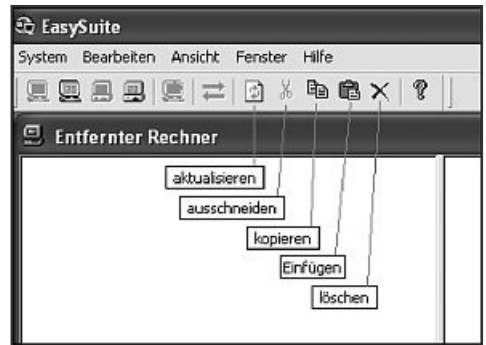 EasySuite
System Bearbeiten Ansicht Fenster Hilfe
?
Entfernter Rechner
aktualisieren
ausschneiden
kopieren
Einfügen
löschen